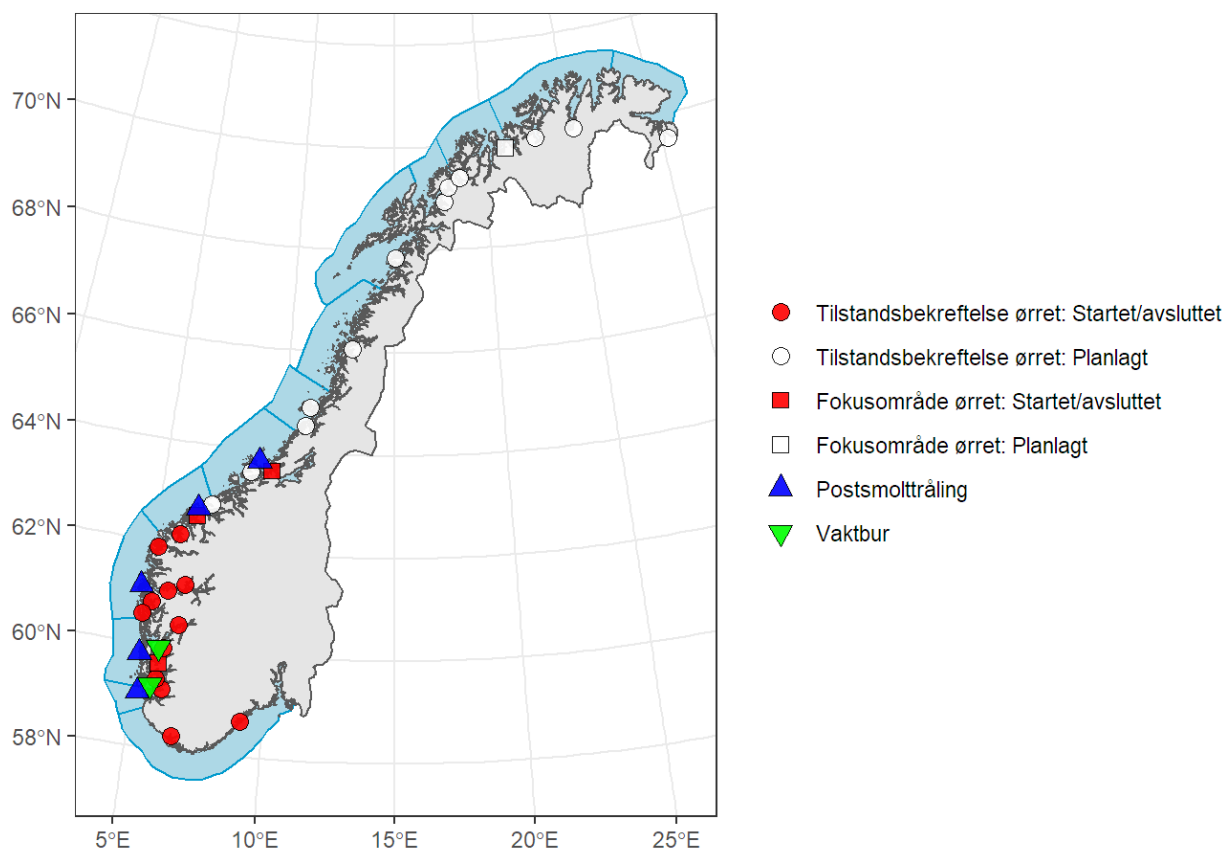 70°N
68°N
66°N
64°N
62°N
60°N
58°N
5°E
10°E
15°E
20°E
25°E
Tilstandsbekreftelse ørret: Startet/avsluttet
Tilstandsbekreftelse ørret: Planlagt
Fokusområde ørret: Startet/avsluttet
Fokusområde ørret: Planlagt
Postsmolttråling
Vaktbur